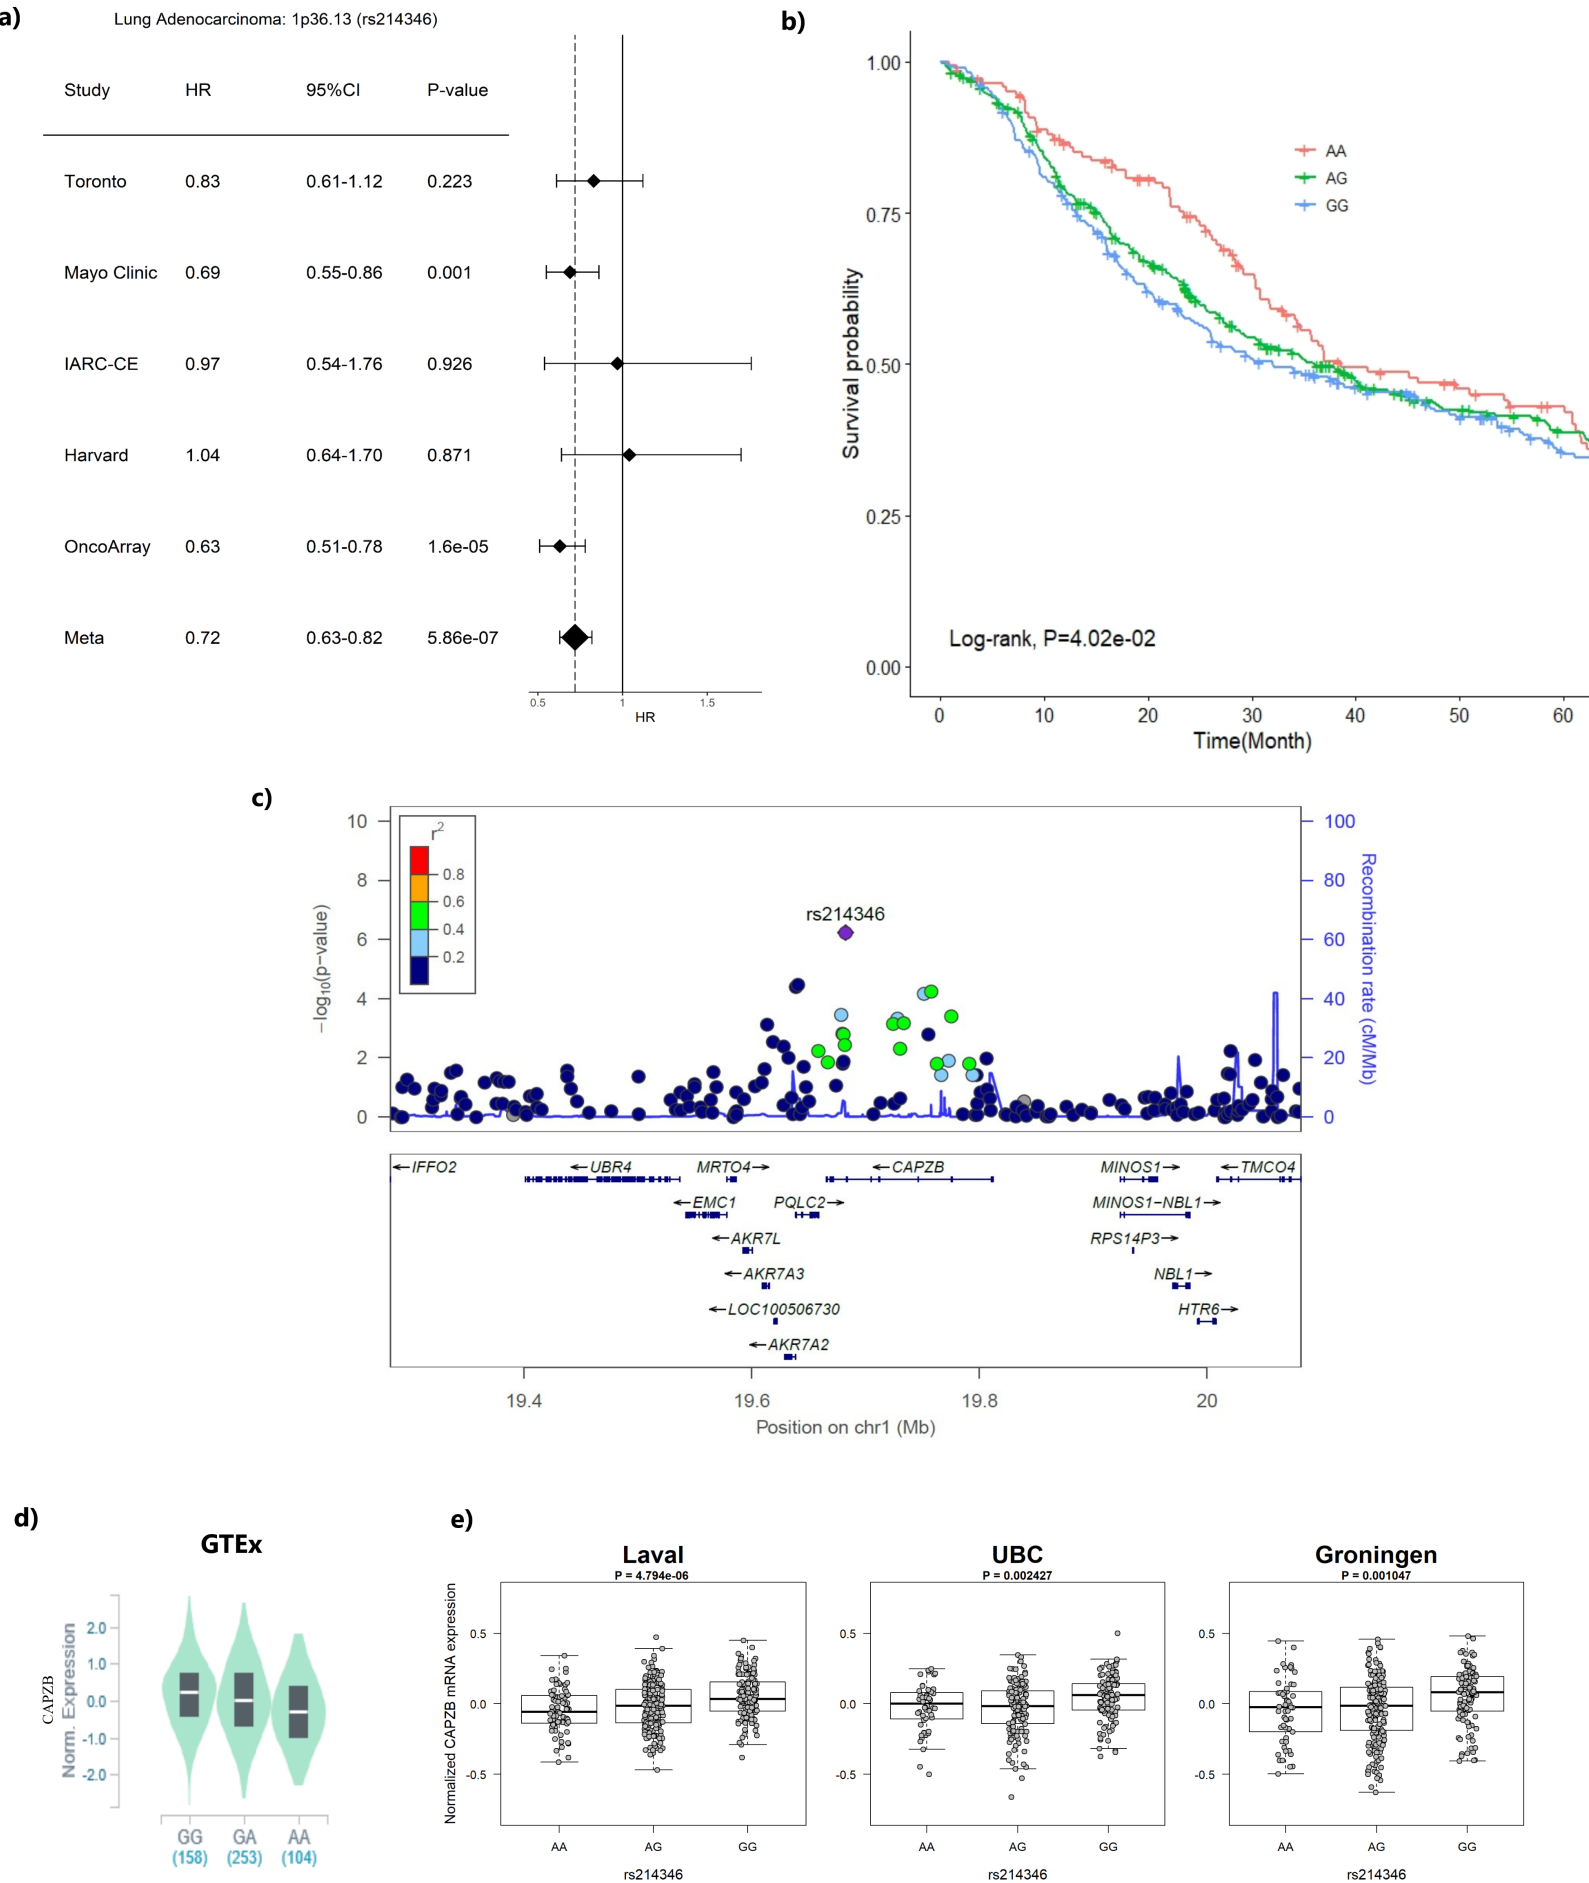 a)
Lung Adenocarcinoma: 1p36.13 (rs214346)
Study HR 95%CI P-value
Toronto 0.83 0.61-1.12 0.223
Mayo Clinic 0.69 0.55-0.86 0.001
IARC-CE 0.97 0.54-1.76 0.926
Harvard 1.04 0.64-1.70 0.871
OncoArray 0.63 0.51-0.78 1.6e-05
Meta 0.72 0.63-0.82 5.86e-07
0.5 1 1.5
HR
b)
1.00
0.75
0.50
0.25
0.00
Survival probability
AA
AG
GG
Log-rank, P=4.02e-02
0 10 20 30 40 50 60
Time(Month)
c)
10
8
6
4
2
0
−log10(p-value)
r2
0.8
0.6
0.4
0.2
rs214346
100
80
60
40
20
0
Recombination rate (cM/Mb)
←IFFO2 ←UBR4 MRTO4→ ←CAPZB MINOS1→ ←TMCO4
←EMC1 PQLC2→ MINOS1−NBL1→
←AKR7L RPS14P3→
←AKR7A3 NBL1→
←LOC100506730 HTR6→
←AKR7A2
19.4 19.6 19.8 20
Position on chr1 (Mb)
d)
GTEx
CAPZB
Norm. Expression
2.0
1.0
0.0
-1.0
-2.0
GG GA AA
(158) (253) (104)
e)
Normalized CAPZB mRNA expression
Laval
P = 4.794e-06
0.5
0.0
-0.5
AA AG GG
rs214346
UBC
P = 0.002427
0.5
0.0
-0.5
AA AG GG
rs214346
Groningen
P = 0.001047
0.5
0.0
-0.5
AA AG GG
rs214346